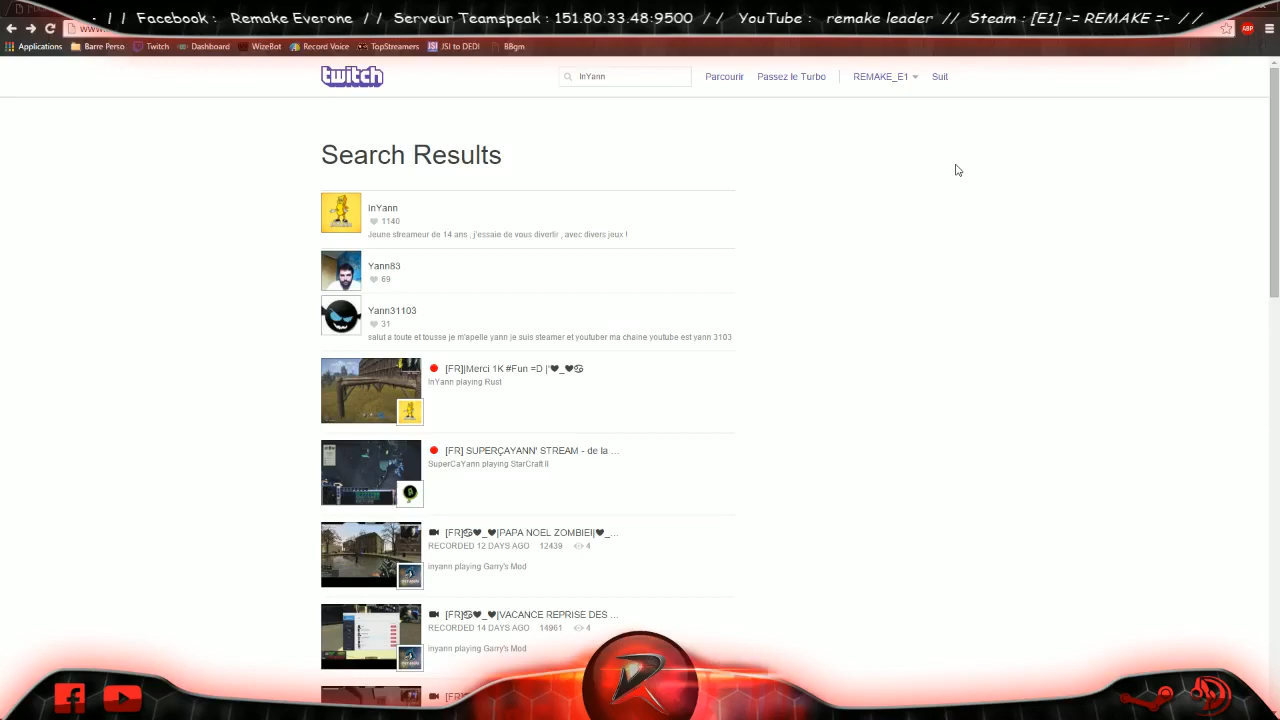 // Facebook : Remake Everone // Serveur Teamspeak : 151.80.33.48:9500 // YouTube : remake leader // Steam : [E1] -= REMAKE =- //
www.
ABP
Applications Barre Perso Twitch Dashboard WizeBot Record Voice TopStreamers JSI to DEDI BBgm
twitch InYann Parcourir Passez le Turbo REMAKE_E1 Suit
Search Results
InYann
1140
Jeune streameur de 14 ans , j'essaie de vous divertir , avec divers jeux !
Yann83
69
Yann31103
31
salut a toute et tousse je m'apelle yann je suis steamer et youtuber ma chaine youtube est yann 3103
[FR]|Merci 1K #Fun =D |'❤_❤♋
InYann playing Rust
[FR] SUPERÇAYANN' STREAM - de la ...
SuperCaYann playing StarCraft II
[FR]♋❤_❤|PAPA NOEL ZOMBIE!|❤_...
RECORDED 12 DAYS AGO 12439 4
inyann playing Garry's Mod
[FR]♋❤_❤|VACANCE REPRISE DES ...
RECORDED 14 DAYS AGO 14961 4
inyann playing Garry's Mod
[FR]